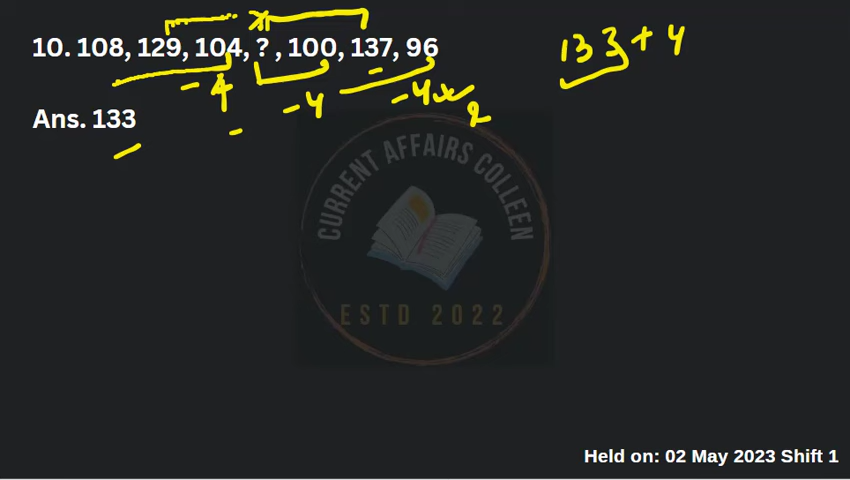 10. 108, 129, 104, ? , 100, 137, 96
133 + 4
- 4
- 4
- 4
2
Ans. 133
CURRENT AFFAIRS COLLEEN
ESTD 2022
Held on: 02 May 2023 Shift 1